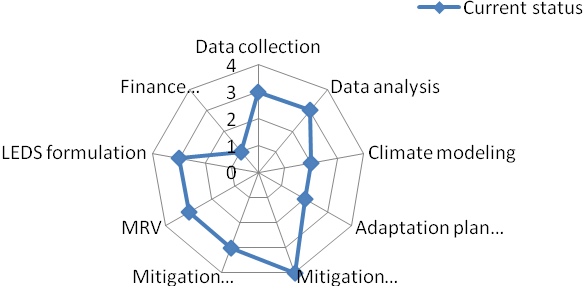 Current status
Data collection
4
Finance...
Data analysis
3
2
1
LEDS formulation
Climate modeling
0
MRV
Adaptation plan...
Mitigation...
Mitigation...